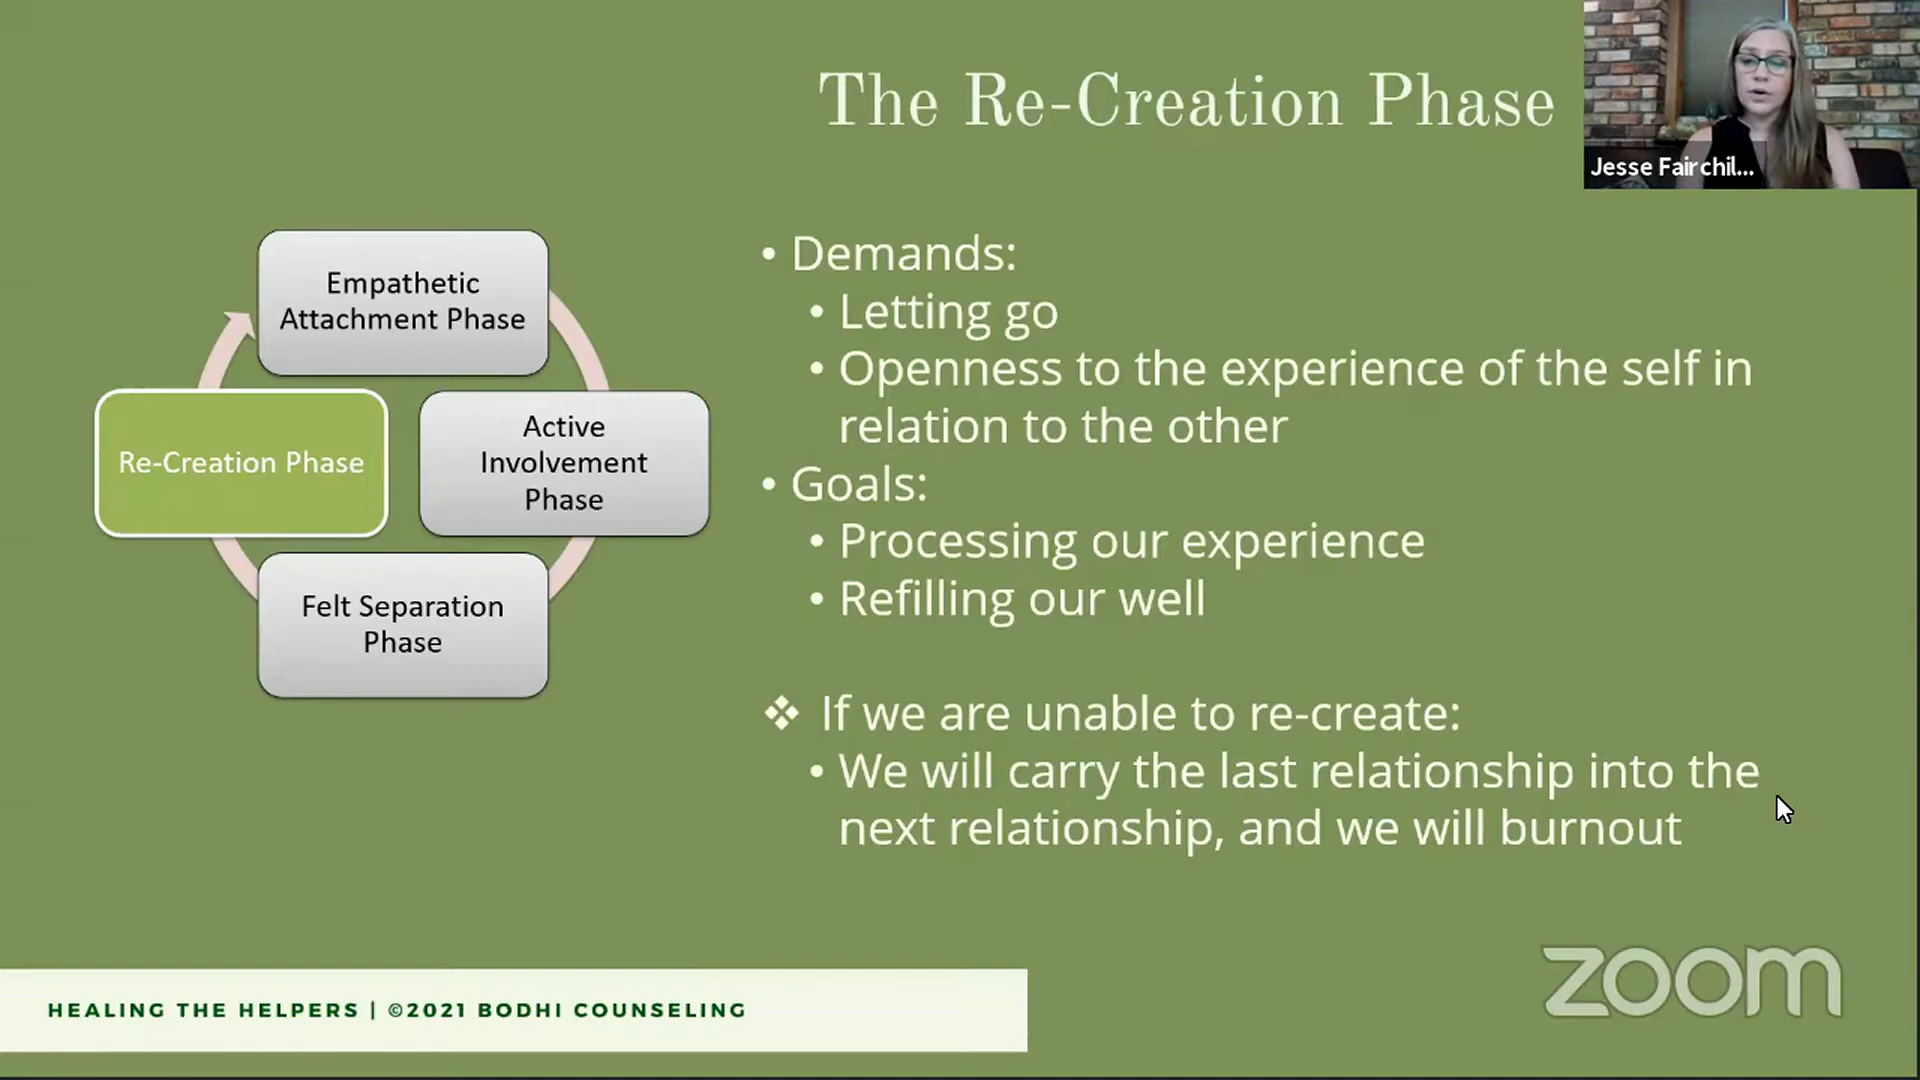 The Re-Creation Phase
Jesse Fairchil...
Empathetic
Attachment Phase
Re-Creation Phase
Active
Involvement
Phase
Felt Separation
Phase
• Demands:
• Letting go
• Openness to the experience of the self in
relation to the other
• Goals:
• Processing our experience
• Refilling our well
❖ If we are unable to re-create:
• We will carry the last relationship into the
next relationship, and we will burnout
HEALING THE HELPERS | ©2021 BODHI COUNSELING
zoom